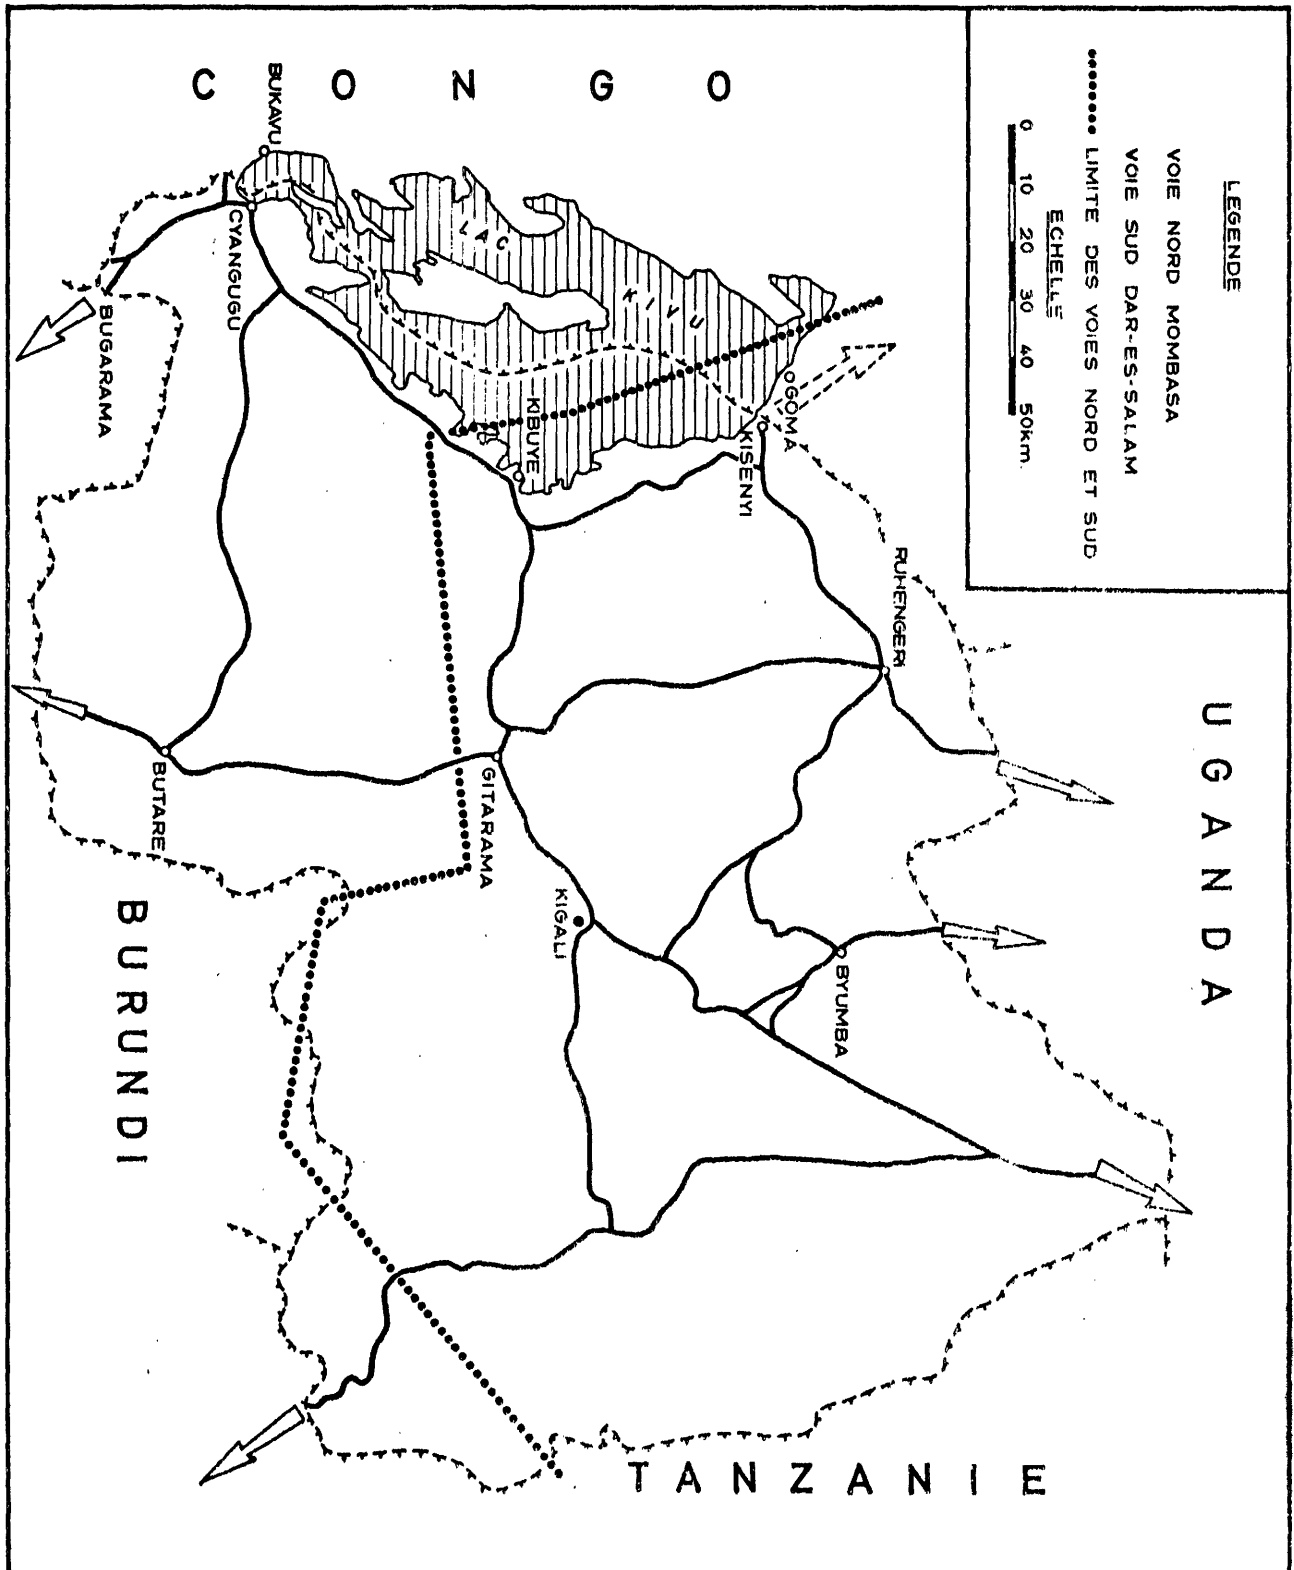 LEGENDE
VOIE NORD MOMBASA
VOIE SUD DAR-ES-SALAM
LIMITE DES VOIES NORD ET SUD
ECHELLE
0 10 20 30 40 50km.
UGANDA
CONGO
TANZANIE
BURUNDI
LAC KIVU
RUHENGERI
GOMA
KISENYI
BYUMBA
KIBUYE
KIGALI
GITARAMA
BUKAVU
CYANGUGU
BUTARE
BUGARAMA